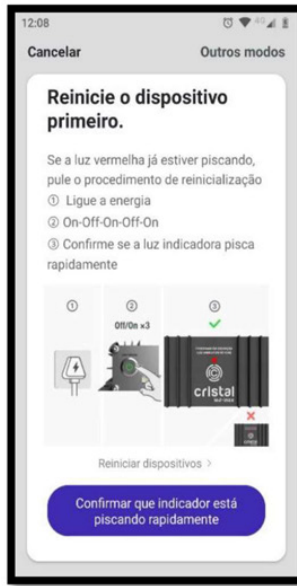 12:08
4G
Cancelar Outros modos
Reinicie o dispositivo
primeiro.
Se a luz vermelha já estiver piscando,
pule o procedimento de reinicialização
① Ligue a energia
② On-Off-On-Off-On
③ Confirme se a luz indicadora pisca
rapidamente
① ② ③
Off/On ×3
cristal
Reiniciar dispositivos >
Confirmar que indicador está
piscando rapidamente